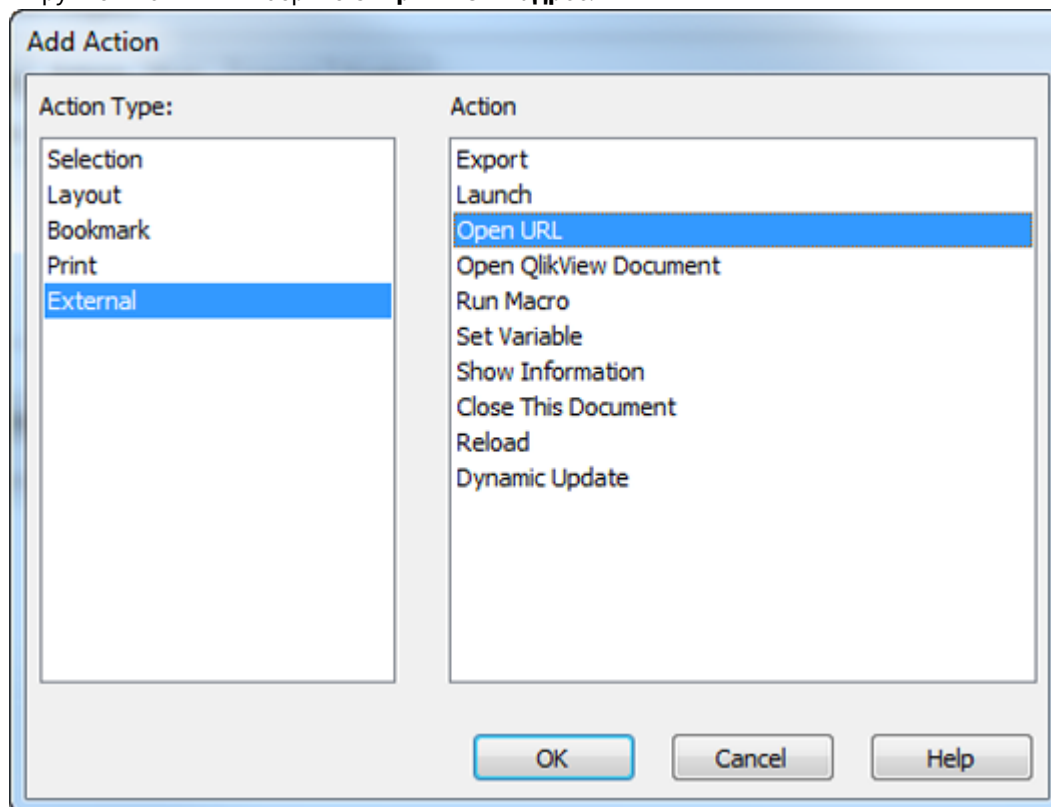 Add Action
Action Type:
Action
Selection
Layout
Bookmark
Print
External
Export
Launch
Open URL
Open QlikView Document
Run Macro
Set Variable
Show Information
Close This Document
Reload
Dynamic Update
OK
Cancel
Help